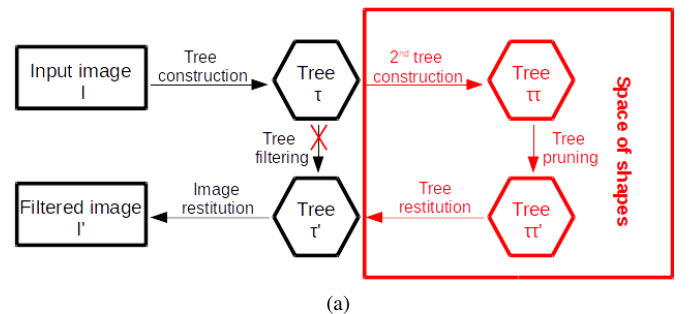 Input image
I
Tree
construction
Tree
τ
2nd tree
construction
Tree
ττ
Space of shapes
Tree
filtering
Tree
pruning
Filtered image
I'
Image
restitution
Tree
τ'
Tree
restitution
Tree
ττ'
(a)